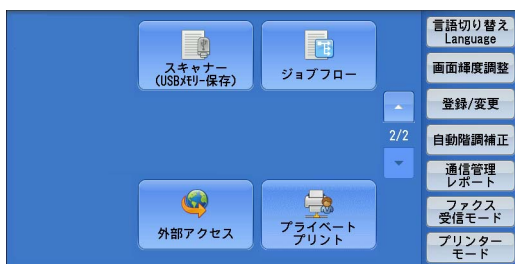 スキャナー
(USBメモリー保存)
ジョブフロー
2/2
外部アクセス
プライベート
プリント
言語切り替え
Language
画面輝度調整
登録/変更
自動階調補正
通信管理
レポート
ファクス
受信モード
プリンター
モード